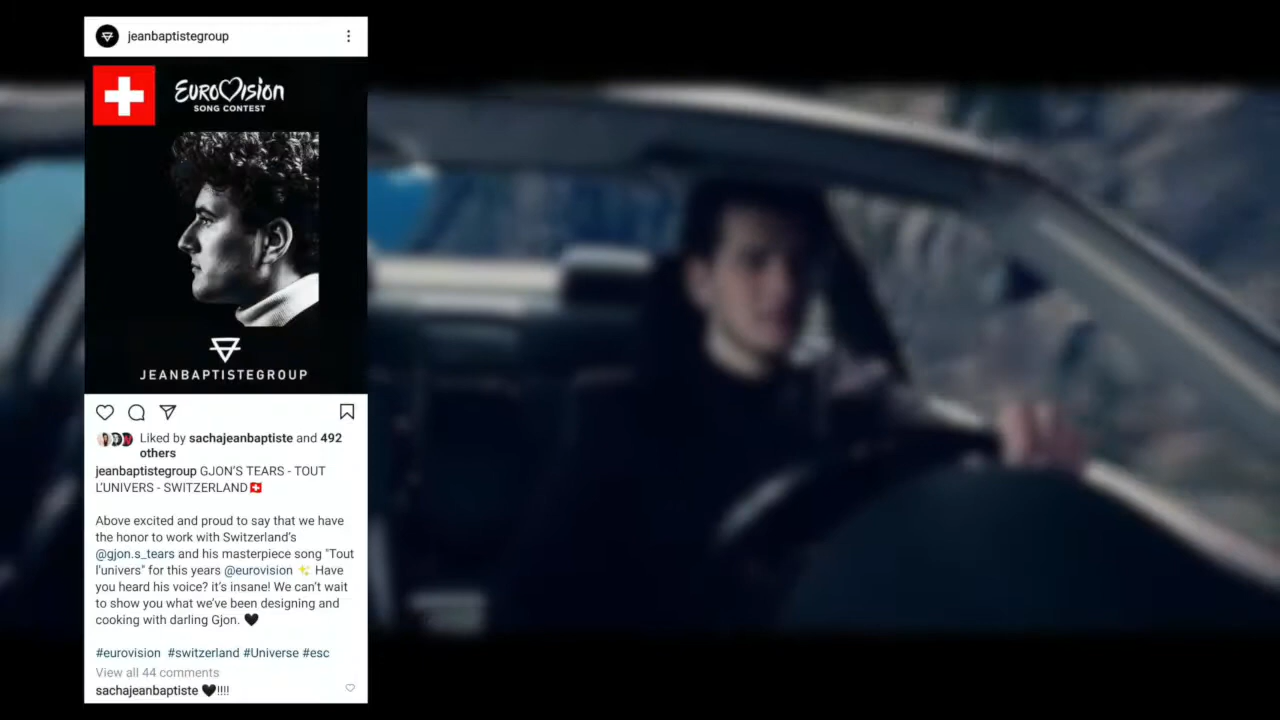 jeanbaptistegroup
EUROVISION
SONG CONTEST
JEANBAPTISTEGROUP
Liked by sachajeanbaptiste and 492
others
jeanbaptistegroup GJON'S TEARS - TOUT
L'UNIVERS - SWITZERLAND🇨🇭
Above excited and proud to say that we have
the honor to work with Switzerland's
@gjon.s_tears and his masterpiece song "Tout
l'univers" for this years @eurovision ✨ Have
you heard his voice? it's insane! We can't wait
to show you what we've been designing and
cooking with darling Gjon. 🖤
#eurovision #switzerland #Universe #esc
View all 44 comments
sachajeanbaptiste 🖤!!!!